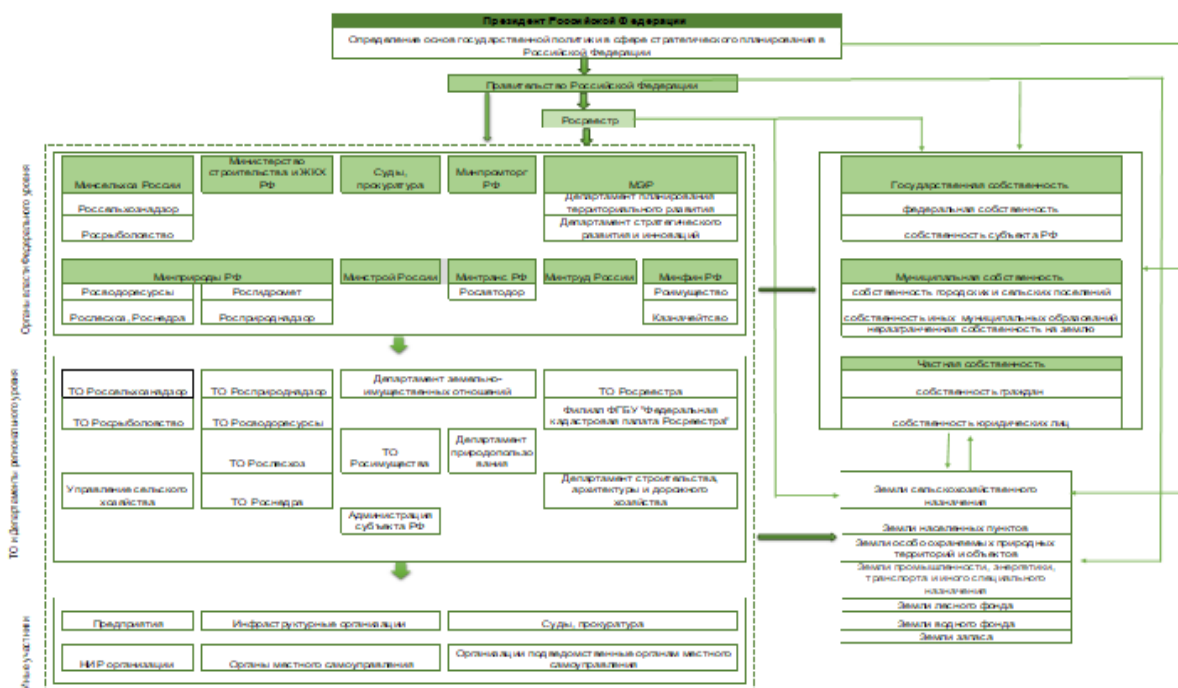 Президент Российской Федерации
Определение основ государственной политики в сфере стратегического планирования в
Российской Федерации
Правительство Российской Федерации
Росреестр
Органы власти Федерального уровня
Минсельхоз России
Министерство
строительства и ЖКХ
РФ
Суды,
прокуратура
Минпромторг
РФ
МЭР
Россельхознадзор
Росрыболовство
Департамент планирования
территориального развития
Департамент стратегического
развития и инноваций
Минприроды РФ
Минстрой России
Минтранс РФ
Минтруд России
Минфин РФ
Росводоресурсы
Рослидромет
Росавтодор
Роимущество
Рослесхоз, Роснедра
Росприроднадзор
Казначейство
ТО и Департаменты регионального уровня
ТО Россельхознадзор
ТО Росприроднадзор
Департамент земельно-
имущественных отношений
ТО Росреестра
ТО Росрыболовство
ТО Росводоресурсы
Филиал ФГБУ "Федеральная
кадастровая палата Росреестра"
ТО Рослесхоз
ТО
Росимущества
Департамент
природопользо
вания
Управление сельского
хозяйства
ТО Роснедра
Администрация
субъекта РФ
Департамент строительства,
архитектуры и дорожного
хозяйства
участники
Предприятия
Инфраструктурные организации
Суды, прокуратура
НИР организации
Органы местного самоуправления
Организации подведомственные органам местного
самоуправления
Государственная собственность
федеральная собственность
собственность субъекта РФ
Муниципальная собственность
собственность городских и сельских поселений
собственность иных муниципальных образований
неразгранченная собственность на землю
Частная собственность
собственность граждан
собственность юридических лиц
Земли сельскохозяйственного
назначения
Земли населенных пунктов
Земли особо охраняемых природных
территорий и объектов
Земли промышленности, энергетики,
транспорта и иного специального
назначения
Земли лесного фонда
Земли водного фонда
Земли запаса